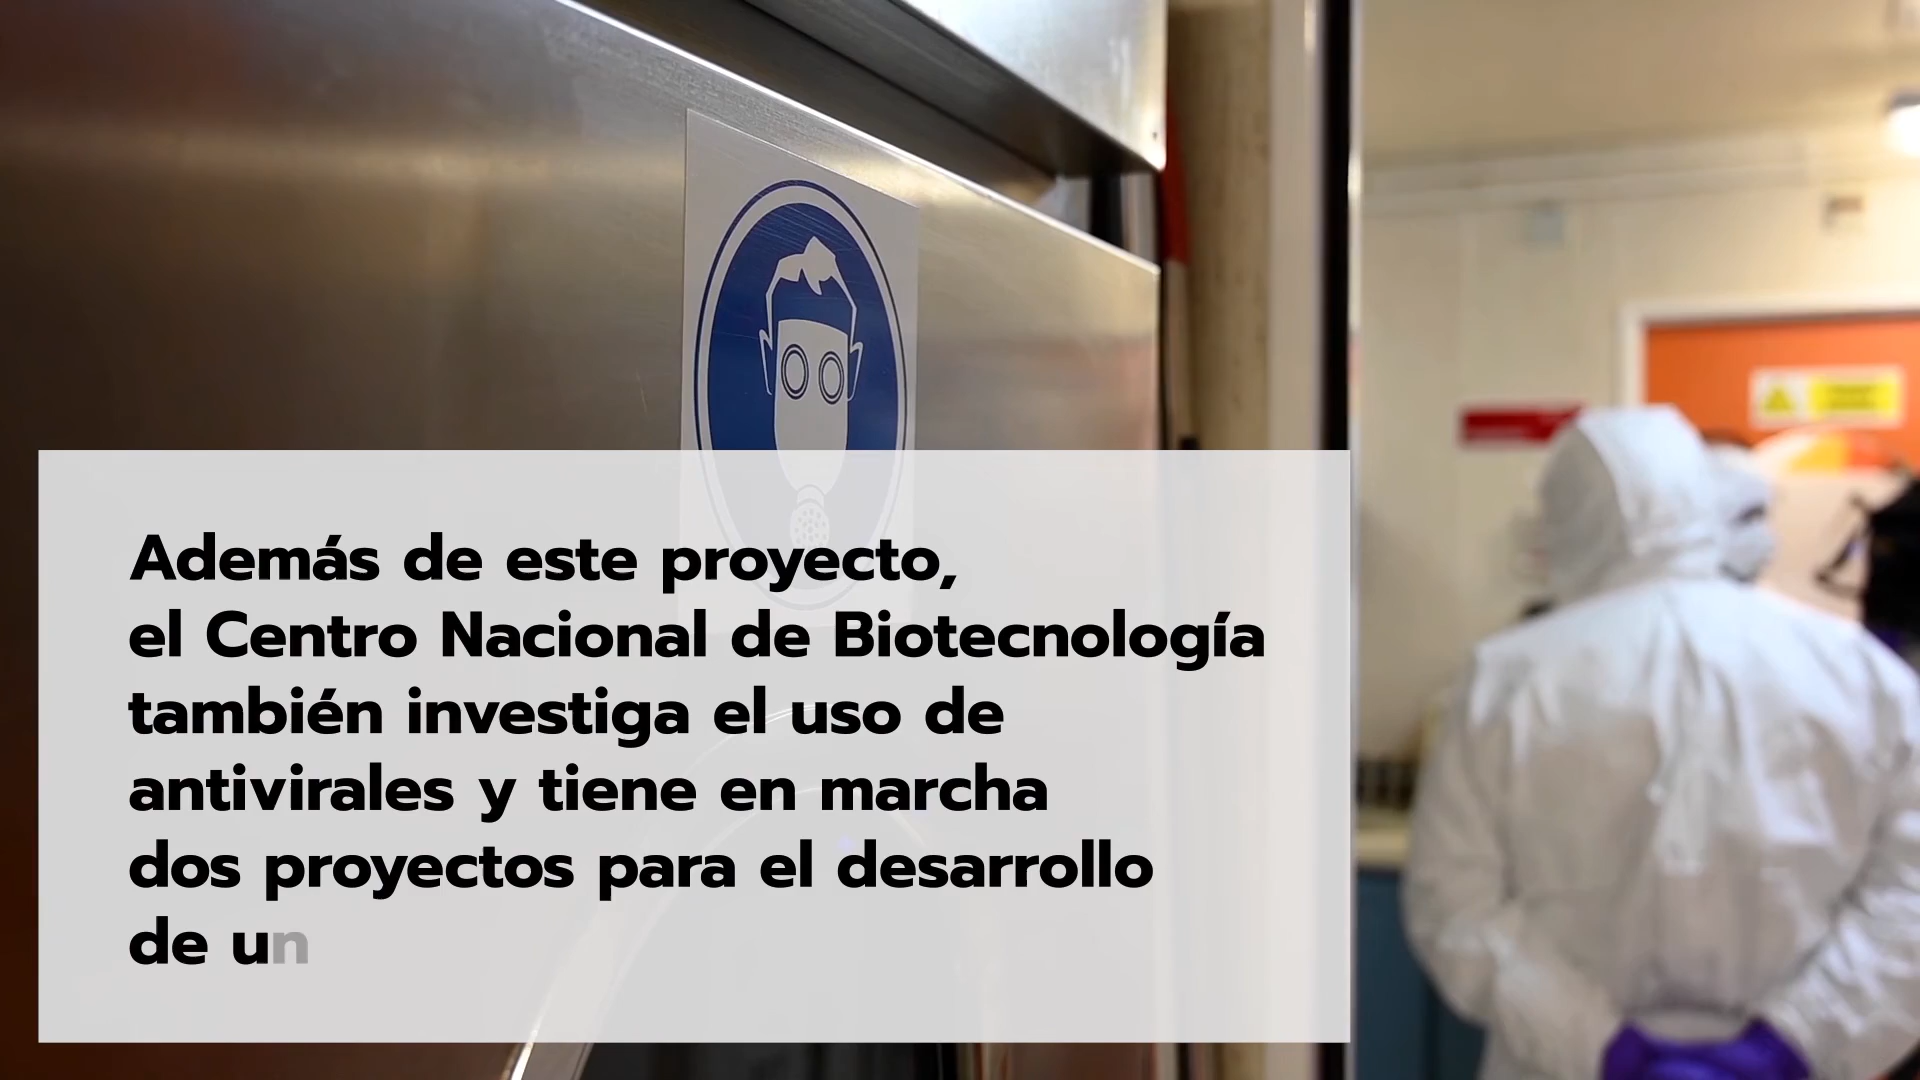 Además de este proyecto,
el Centro Nacional de Biotecnología
también investiga el uso de
antivirales y tiene en marcha
dos proyectos para el desarrollo
de un